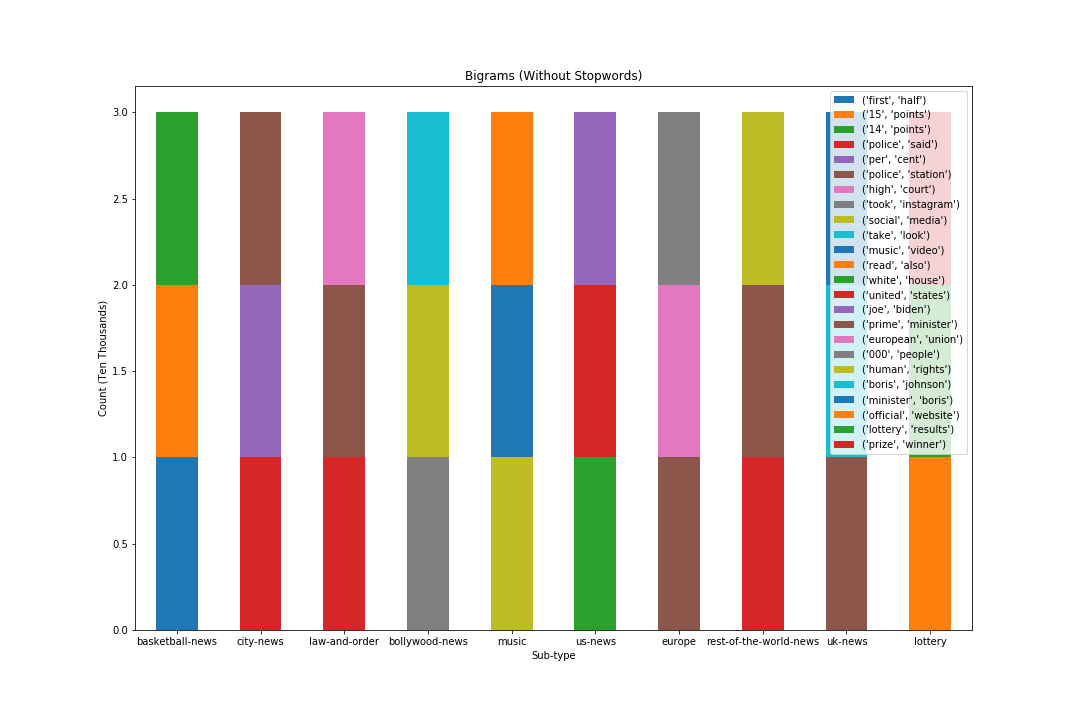 Bigrams (Without Stopwords)
3.0
2.5
2.0
1.5
1.0
0.5
0.0
Count (Ten Thousands)
('first', 'half')
('15', 'points')
('14', 'points')
('police', 'said')
('per', 'cent')
('police', 'station')
('high', 'court')
('took', 'instagram')
('social', 'media')
('take', 'look')
('music', 'video')
('read', 'also')
('white', 'house')
('united', 'states')
('joe', 'biden')
('prime', 'minister')
('european', 'union')
('000', 'people')
('human', 'rights')
('boris', 'johnson')
('minister', 'boris')
('official', 'website')
('lottery', 'results')
('prize', 'winner')
basketball-news city-news law-and-order bollywood-news music us-news europe rest-of-the-world-news uk-news lottery
Sub-type